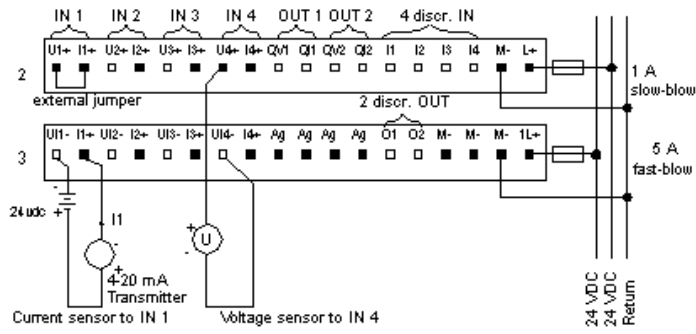 IN 1 IN 2 IN 3 IN 4 OUT 1 OUT 2 4 discr. IN
U1+ I1+ U2+ I2+ U3+ I3+ U4+ I4+ QV1 QI1 QV2 QI2 I1 I2 I3 I4 M- L+
2
1 A
slow-blow
external jumper
2 discr. OUT
UI1- I1+ UI2- I2+ UI3- I3+ UI4- I4+ Ag Ag Ag Ag O1 O2 M- M- M- 1L+
3
5 A
fast-blow
24 vdc
+
I1
-
+
+
U
-
4-20 mA
Transmitter
Current sensor to IN 1
Voltage sensor to IN 4
24 VDC
24 VDC
Return